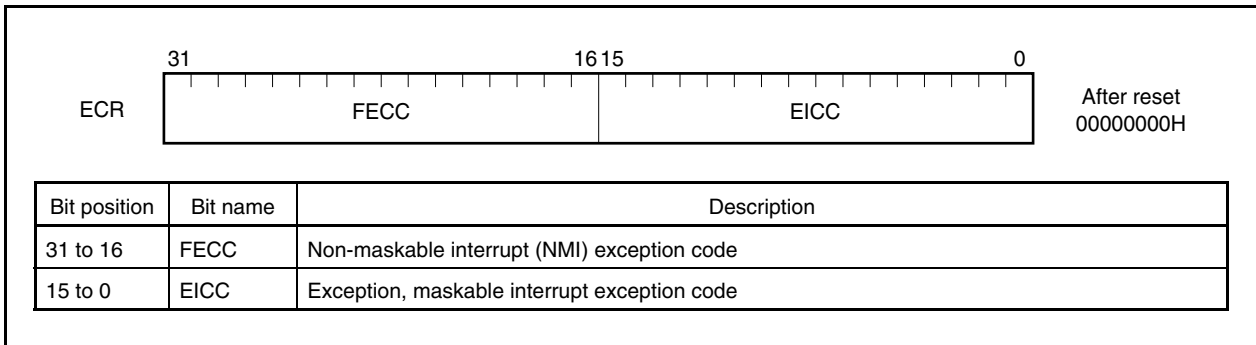 31 16 15 0
ECR FECC EICC After reset
00000000H
Bit position Bit name Description
31 to 16 FECC Non-maskable interrupt (NMI) exception code
15 to 0 EICC Exception, maskable interrupt exception code